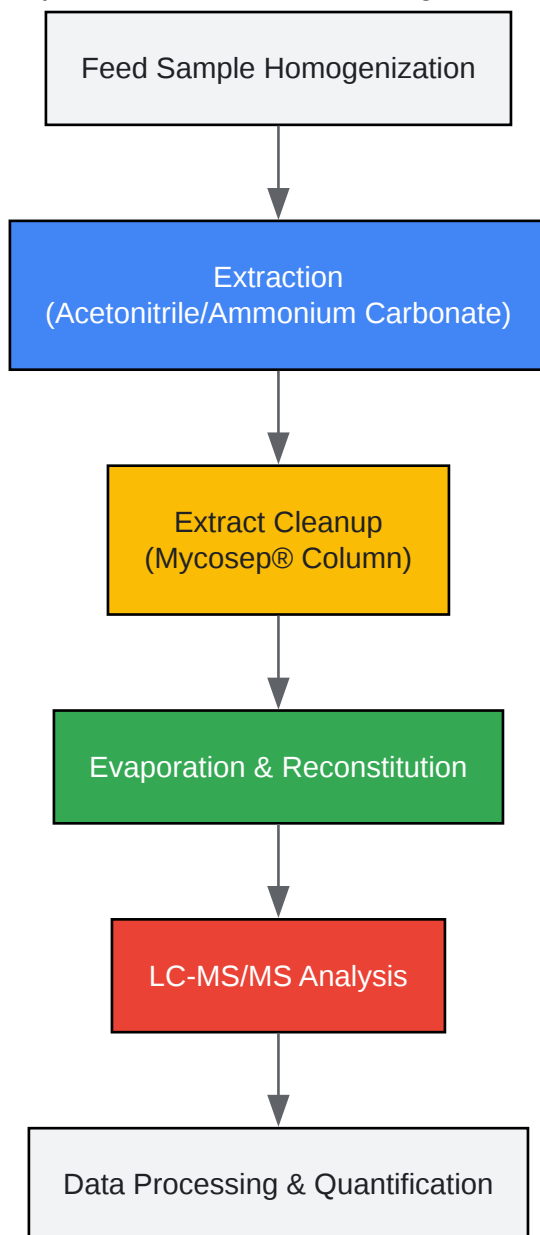 Feed Sample Homogenization
Extraction
(Acetonitrile/Ammonium Carbonate)
Extract Cleanup
(Mycosep® Column)
Evaporation & Reconstitution
LC-MS/MS Analysis
Data Processing & Quantification